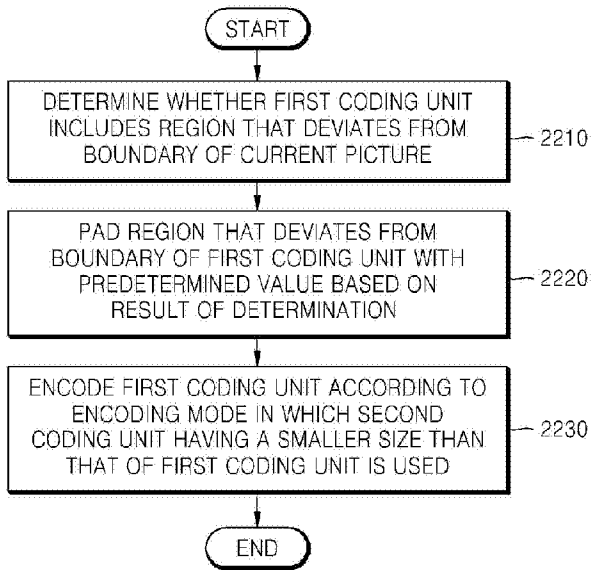 START
DETERMINE WHETHER FIRST CODING UNIT
INCLUDES REGION THAT DEVIATES FROM
BOUNDARY OF CURRENT PICTURE
2210
PAD REGION THAT DEVIATES FROM
BOUNDARY OF FIRST CODING UNIT WITH
PREDETERMINED VALUE BASED ON
RESULT OF DETERMINATION
2220
ENCODE FIRST CODING UNIT ACCORDING TO
ENCODING MODE IN WHICH SECOND
CODING UNIT HAVING A SMALLER SIZE THAN
THAT OF FIRST CODING UNIT IS USED
2230
END